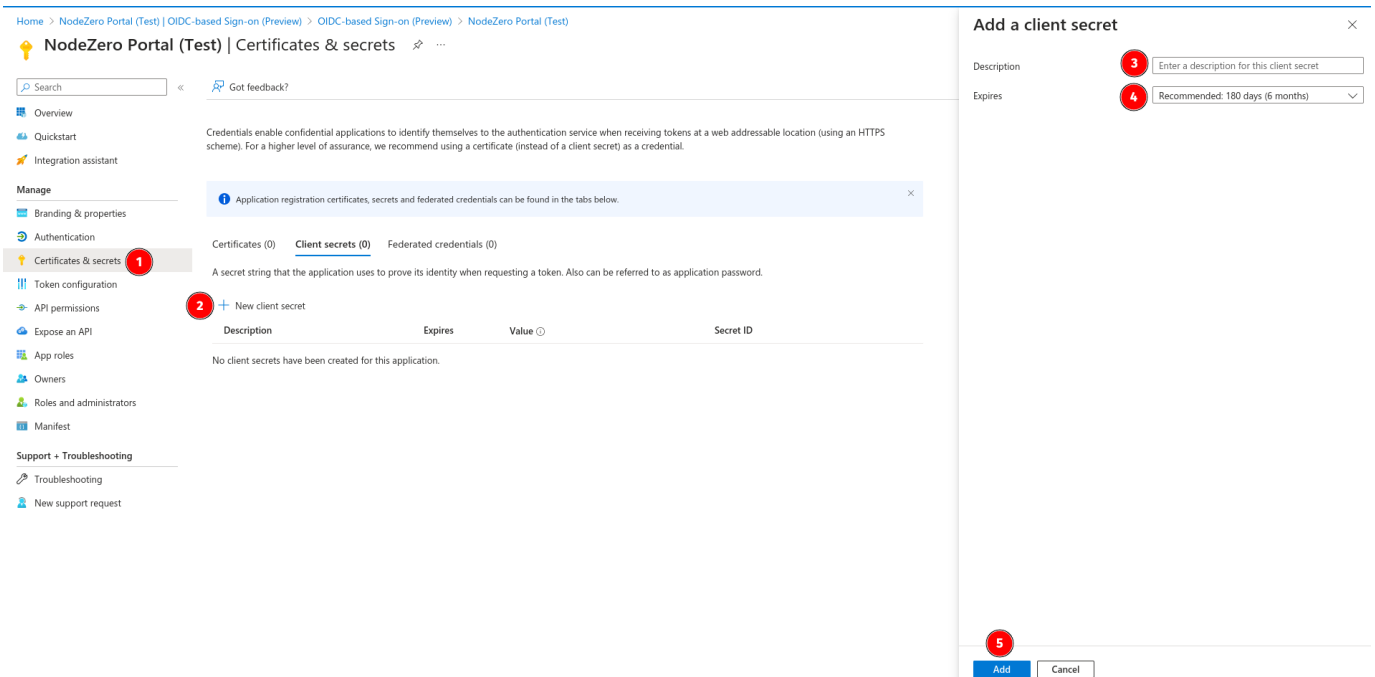 Home > NodeZero Portal (Test) | OIDC-based Sign-on (Preview) > OIDC-based Sign-on (Preview) > NodeZero Portal (Test)
NodeZero Portal (Test) | Certificates & secrets ...
Search «
Overview
Quickstart
Integration assistant
Manage
Branding & properties
Authentication
Certificates & secrets 1
Token configuration
API permissions
Expose an API
App roles
Owners
Roles and administrators
Manifest
Support + Troubleshooting
Troubleshooting
New support request
Got feedback?
Credentials enable confidential applications to identify themselves to the authentication service when receiving tokens at a web addressable location (using an HTTPS
scheme). For a higher level of assurance, we recommend using a certificate (instead of a client secret) as a credential.
Application registration certificates, secrets and federated credentials can be found in the tabs below.
Certificates (0) Client secrets (0) Federated credentials (0)
A secret string that the application uses to prove its identity when requesting a token. Also can be referred to as application password.
2 New client secret
Description Expires Value Secret ID
No client secrets have been created for this application.
Add a client secret
Description 3 Enter a description for this client secret
Expires 4 Recommended: 180 days (6 months)
5
Add Cancel